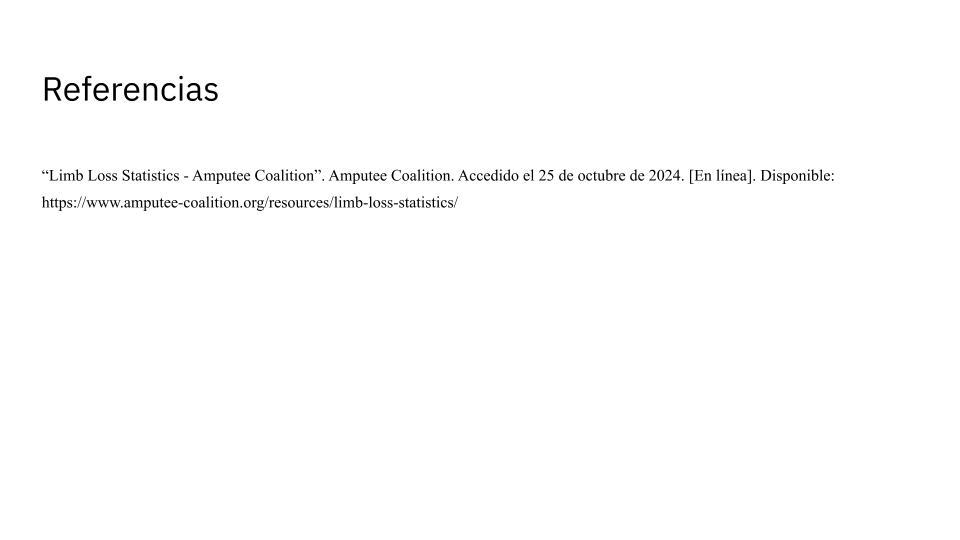 Referencias
“Limb Loss Statistics - Amputee Coalition”. Amputee Coalition. Accedido el 25 de octubre de 2024. [En línea]. Disponible:
https://www.amputee-coalition.org/resources/limb-loss-statistics/